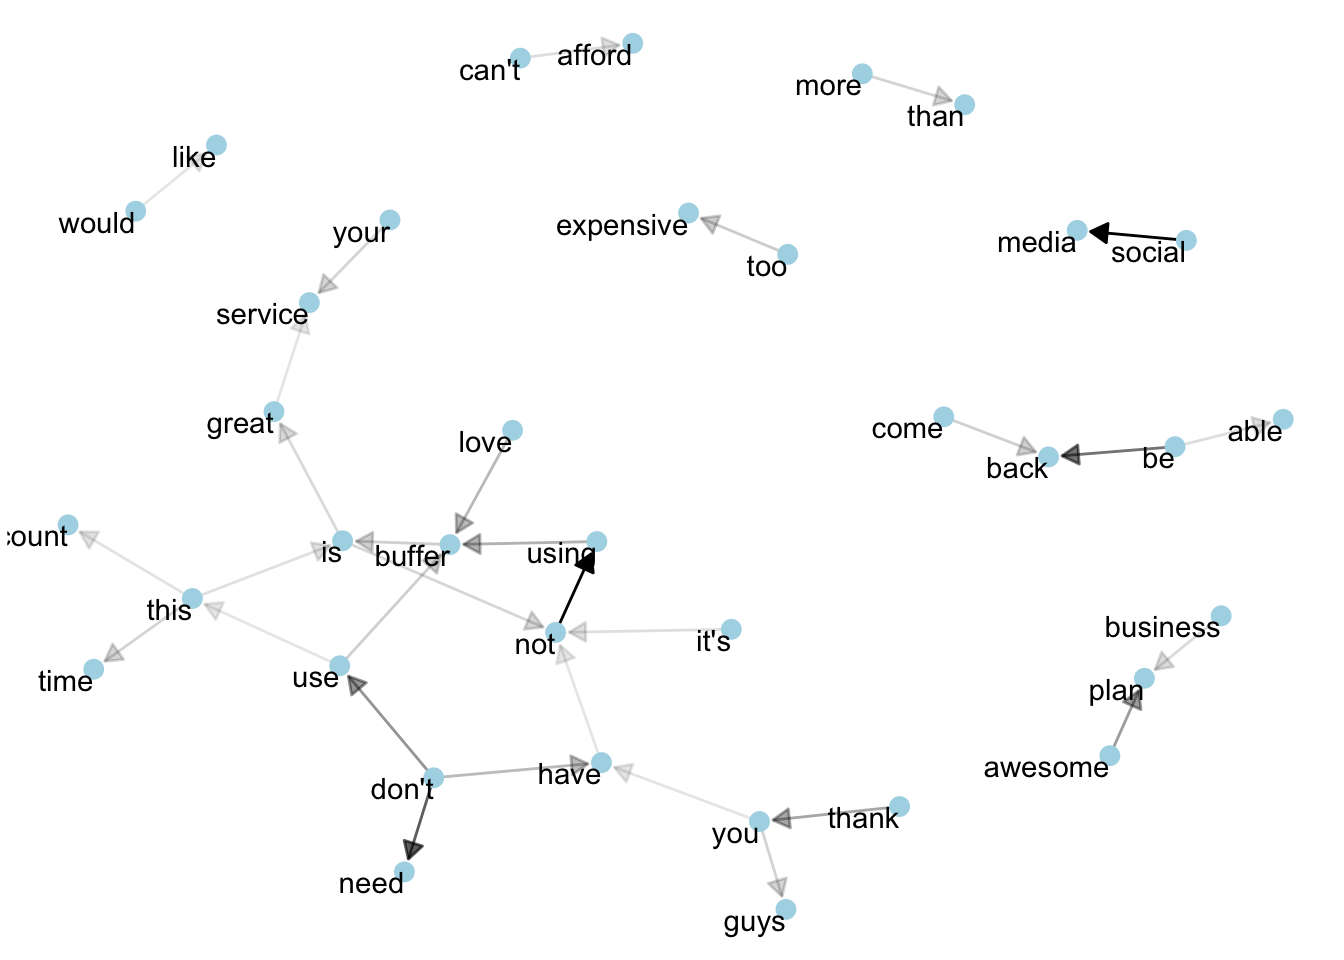 can't
afford
more
than
like
would
your
expensive
too
media
social
service
great
love
come
back
be
able
count
is
buffer
using
this
not
it's
business
time
use
plan
don't
have
awesome
you
thank
need
guys